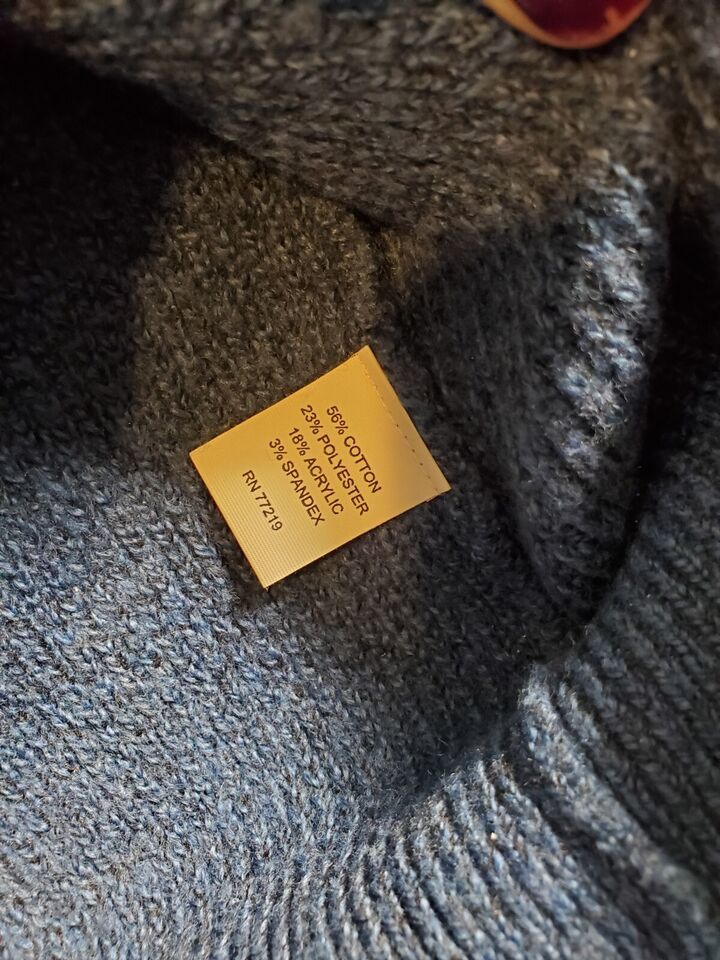 56% COTTON
23% POLYESTER
18% ACRYLIC
3% SPANDEX
RN 77219